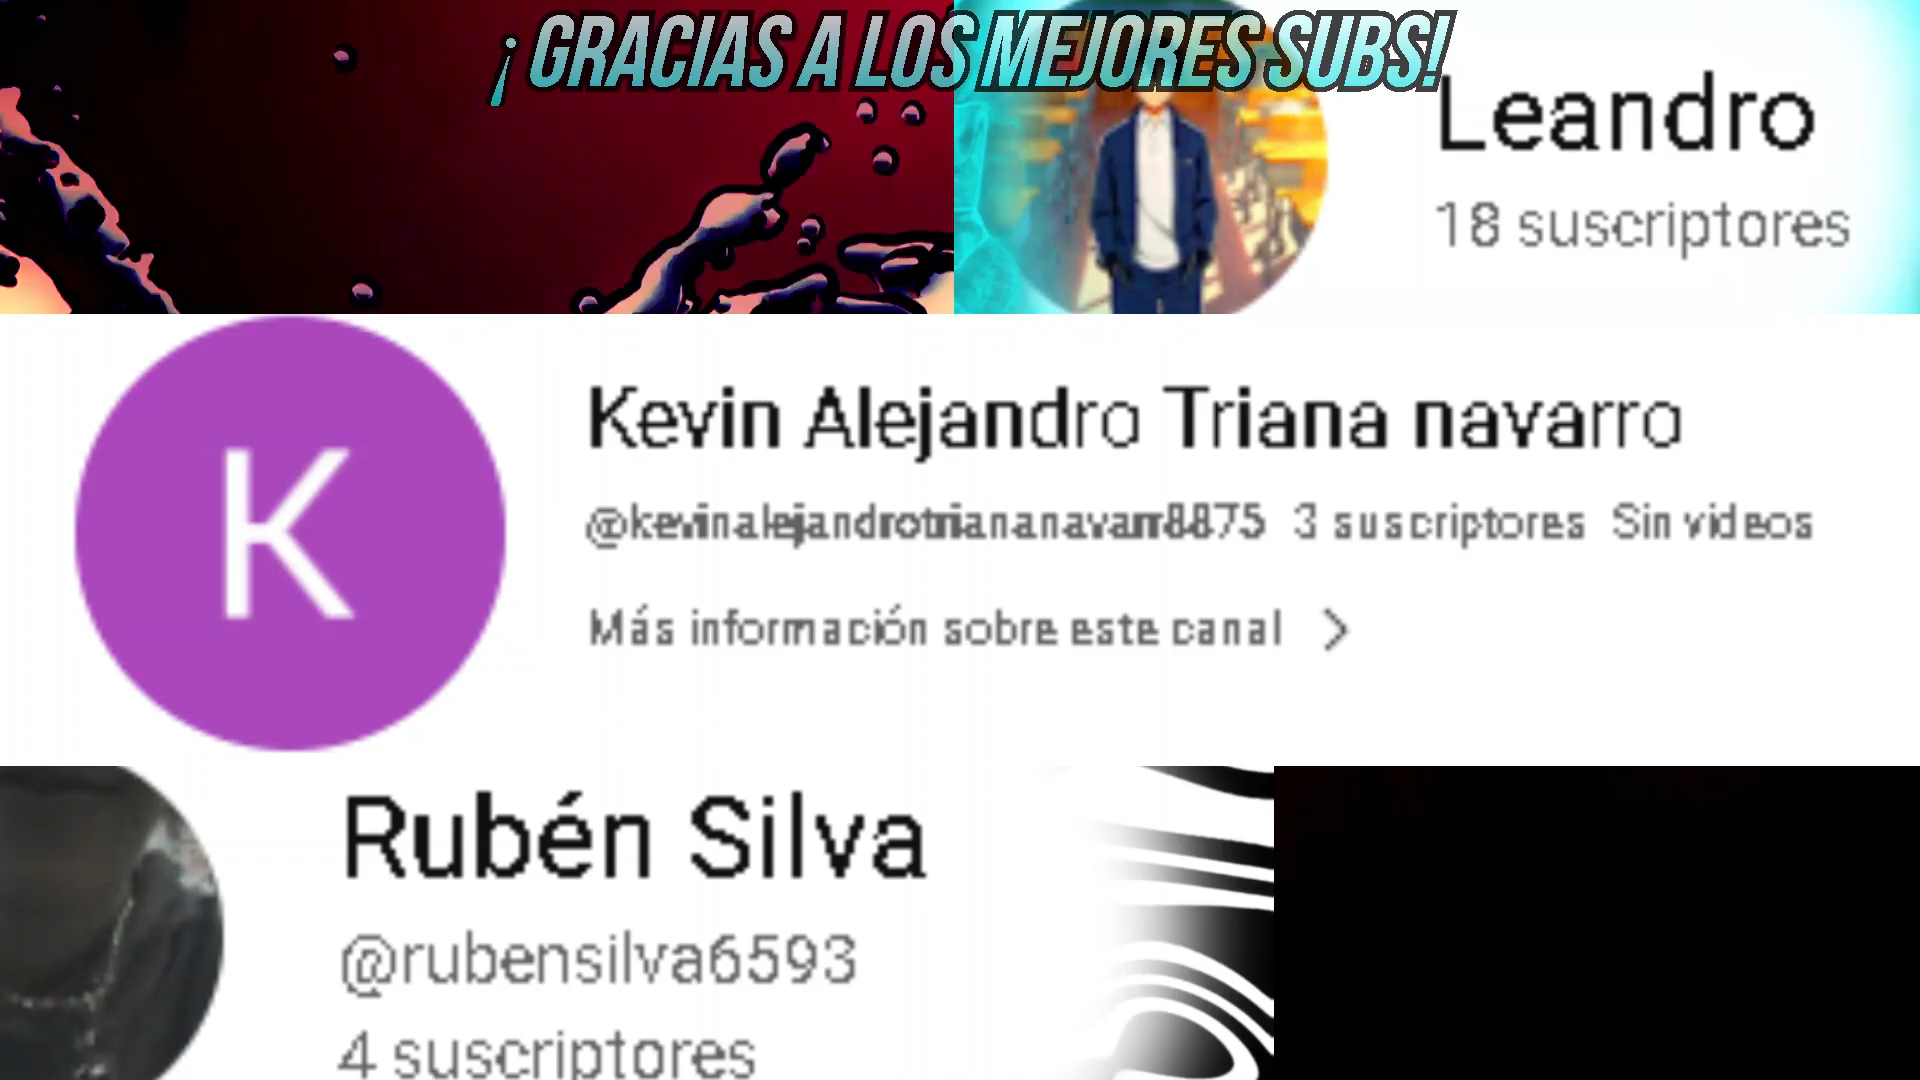 ¡GRACIAS A LOS MEJORES SUBS!
Leandro
18 suscriptores
K
Kevin Alejandro Triana navarro
@kevinalejandrotriananavarr8875 3 suscriptores Sin videos
Más información sobre este canal >
Rubén Silva
@rubensilva6593
4 suscriptores